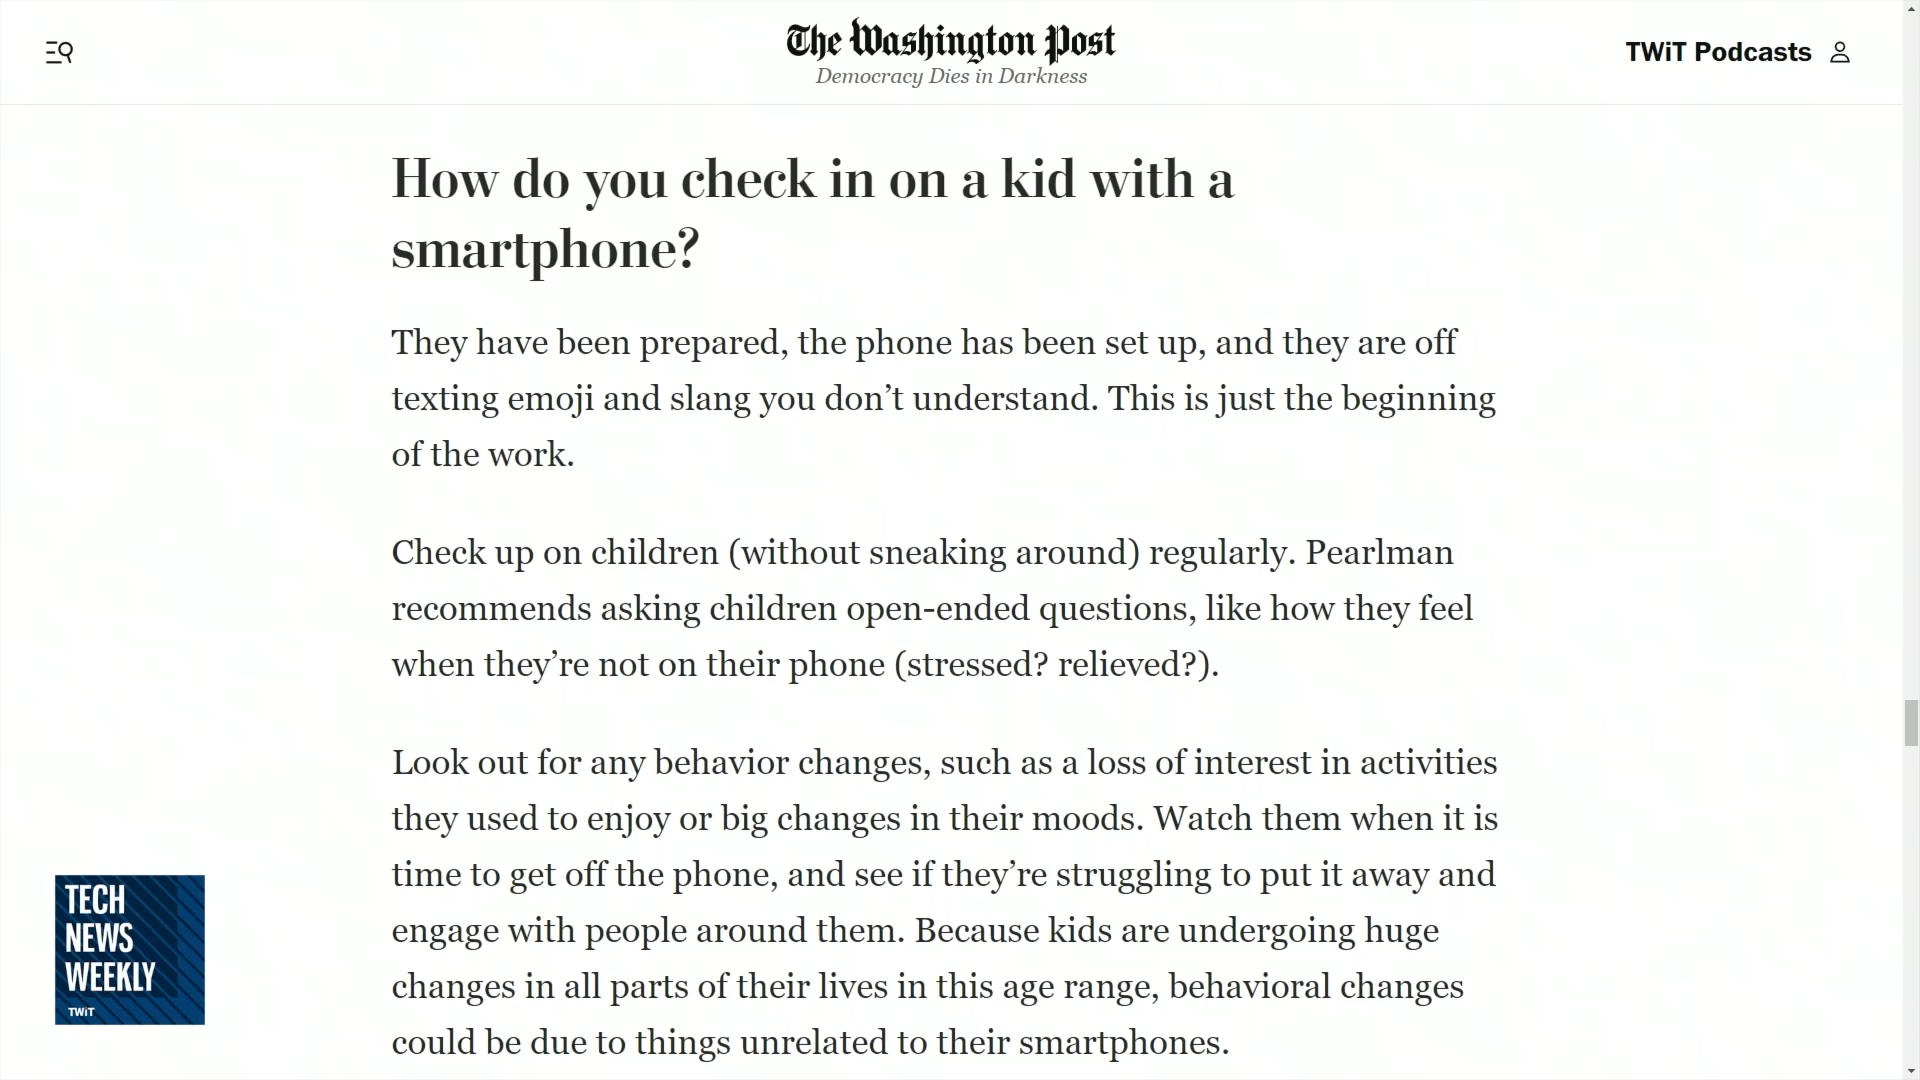 The Washington Post
Democracy Dies in Darkness
TWiT Podcasts
How do you check in on a kid with a
smartphone?
They have been prepared, the phone has been set up, and they are off
texting emoji and slang you don’t understand. This is just the beginning
of the work.
Check up on children (without sneaking around) regularly. Pearlman
recommends asking children open-ended questions, like how they feel
when they’re not on their phone (stressed? relieved?).
Look out for any behavior changes, such as a loss of interest in activities
they used to enjoy or big changes in their moods. Watch them when it is
time to get off the phone, and see if they’re struggling to put it away and
engage with people around them. Because kids are undergoing huge
changes in all parts of their lives in this age range, behavioral changes
could be due to things unrelated to their smartphones.
TECH
NEWS
WEEKLY
TWiT